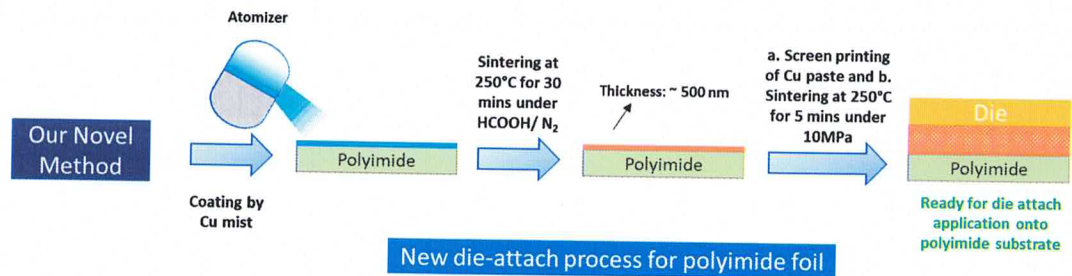 Atomizer
Our Novel
Method
Coating by
Cu mist
Polyimide
Sintering at
250°C for 30
mins under
HCOOH/ N₂
Thickness: ~ 500 nm
Polyimide
a. Screen printing
of Cu paste and b.
Sintering at 250°C
for 5 mins under
10MPa
Die
Polyimide
Ready for die attach
application onto
polyimide substrate
New die-attach process for polyimide foil